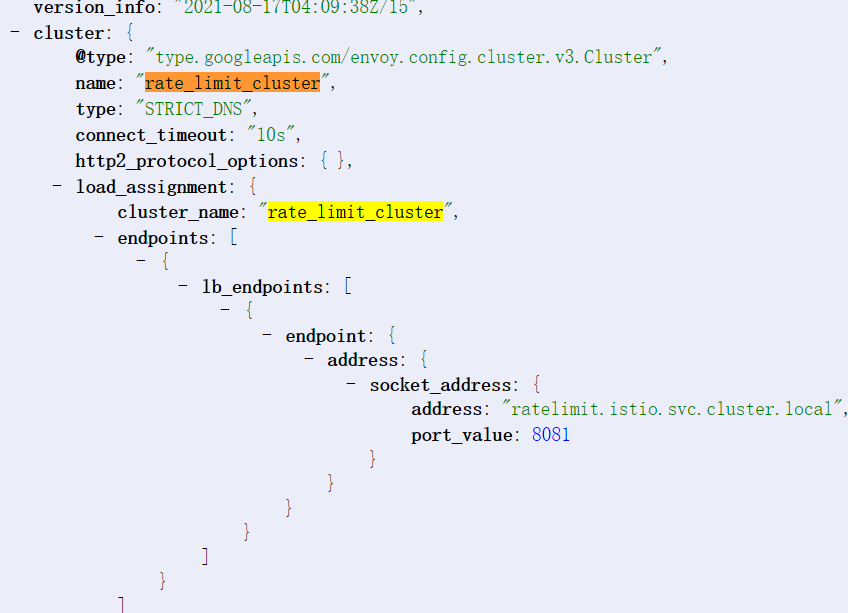 version_info: "2021-08-17T04:09:38Z/15",
- cluster: {
@type: "type.googleapis.com/envoy.config.cluster.v3.Cluster",
name: "rate_limit_cluster",
type: "STRICT_DNS",
connect_timeout: "10s",
http2_protocol_options: { },
- load_assignment: {
cluster_name: "rate_limit_cluster",
- endpoints: [
- {
- lb_endpoints: [
- {
- endpoint: {
- address: {
- socket_address: {
address: "ratelimit.istio.svc.cluster.local",
port_value: 8081
}
}
}
}
]
}
]